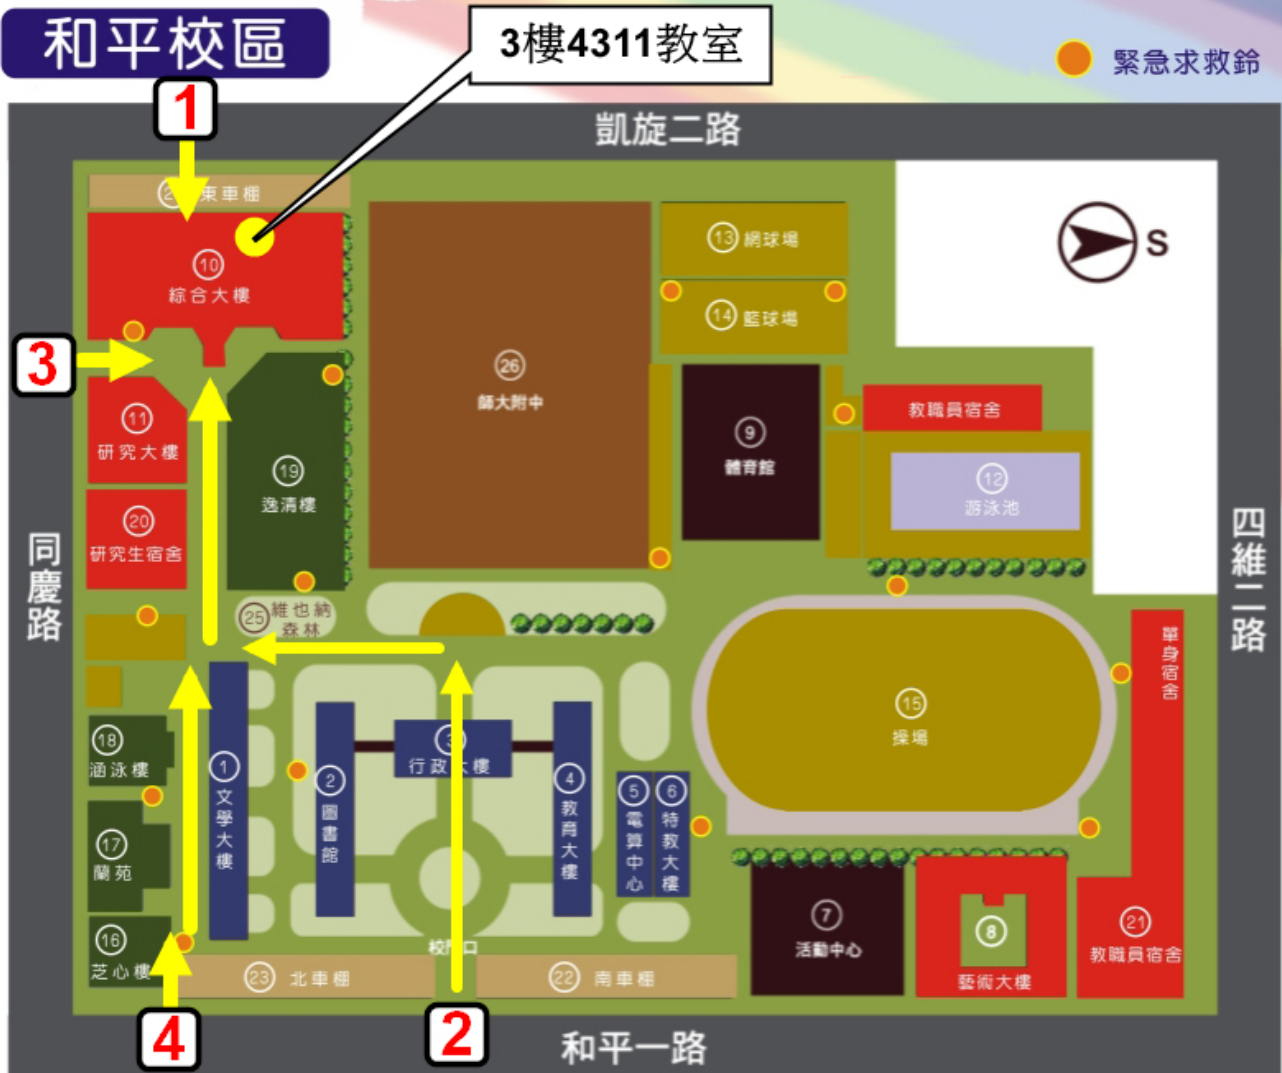 和平校區
3樓4311教室
緊急求救鈴
1
凱旋二路
東車棚
10
綜合大樓
13 網球場
14 籃球場
S
3
26
師大附中
11
研究大樓
19
逸清樓
9
體育館
教職員宿舍
12
游泳池
20
研究生宿舍
同慶路
四維二路
25 維也納
森林
單身宿舍
15
操場
18
涵泳樓
1 文學大樓
2 圖書館
3
行政大樓
4 教育大樓
5 電算中心
6 特教大樓
17
蘭苑
16
芝心樓
7
活動中心
8
藝術大樓
21
教職員宿舍
校門口
23 北車棚
22 南車棚
4
2
和平一路